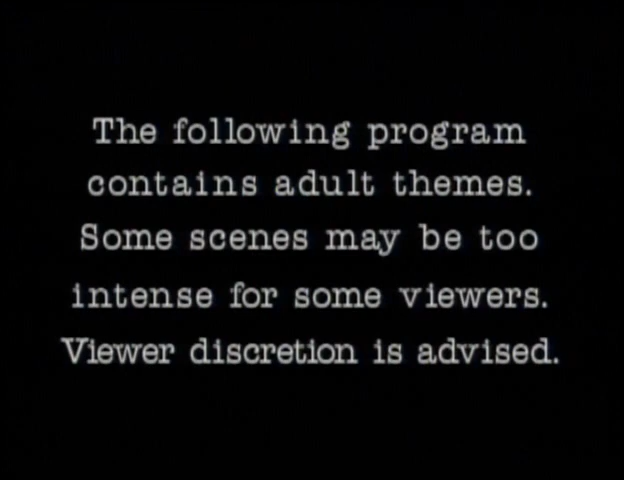 The following program
contains adult themes.
Some scenes may be too
intense for some viewers.
Viewer discretion is advised.